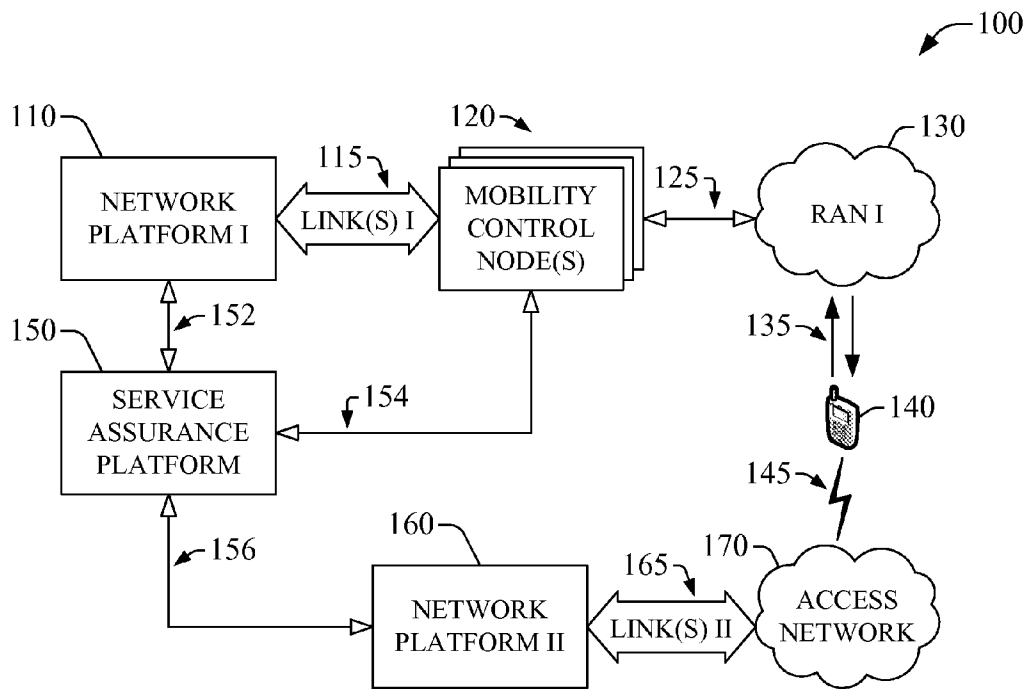 100
110
120
130
115
125
NETWORK
PLATFORM I
LINK(S) I
MOBILITY
CONTROL
NODE(S)
RAN I
152
135
150
SERVICE
ASSURANCE
PLATFORM
154
140
145
156
160
165
170
NETWORK
PLATFORM II
LINK(S) II
ACCESS
NETWORK